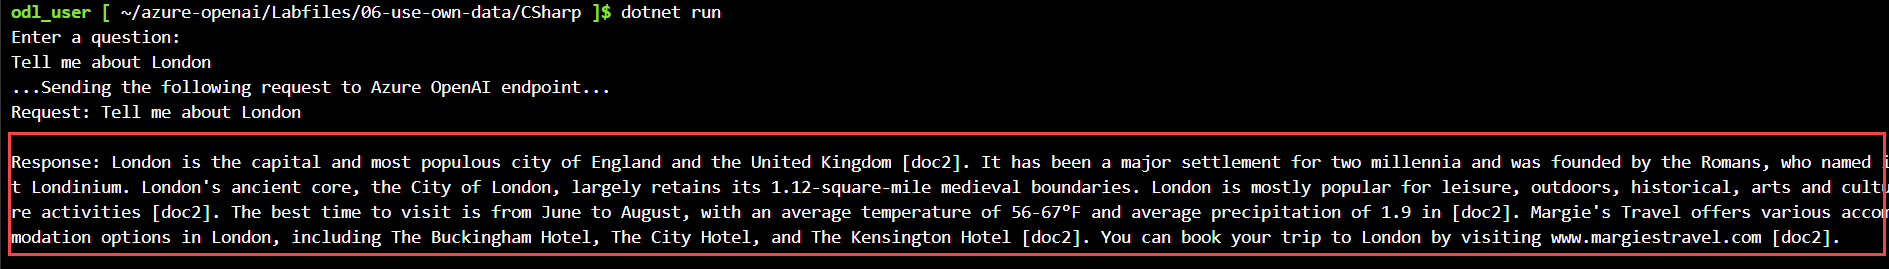 odl_user [ ~/azure-openai/Labfiles/06-use-own-data/CSharp ]$ dotnet run
Enter a question:
Tell me about London
...Sending the following request to Azure OpenAI endpoint...
Request: Tell me about London
Response: London is the capital and most populous city of England and the United Kingdom [doc2]. It has been a major settlement for two millennia and was founded by the Romans, who named i
t Londinium. London's ancient core, the City of London, largely retains its 1.12-square-mile medieval boundaries. London is mostly popular for leisure, outdoors, historical, arts and cultu
re activities [doc2]. The best time to visit is from June to August, with an average temperature of 56-67°F and average precipitation of 1.9 in [doc2]. Margie's Travel offers various accom
modation options in London, including The Buckingham Hotel, The City Hotel, and The Kensington Hotel [doc2]. You can book your trip to London by visiting www.margiestravel.com [doc2].